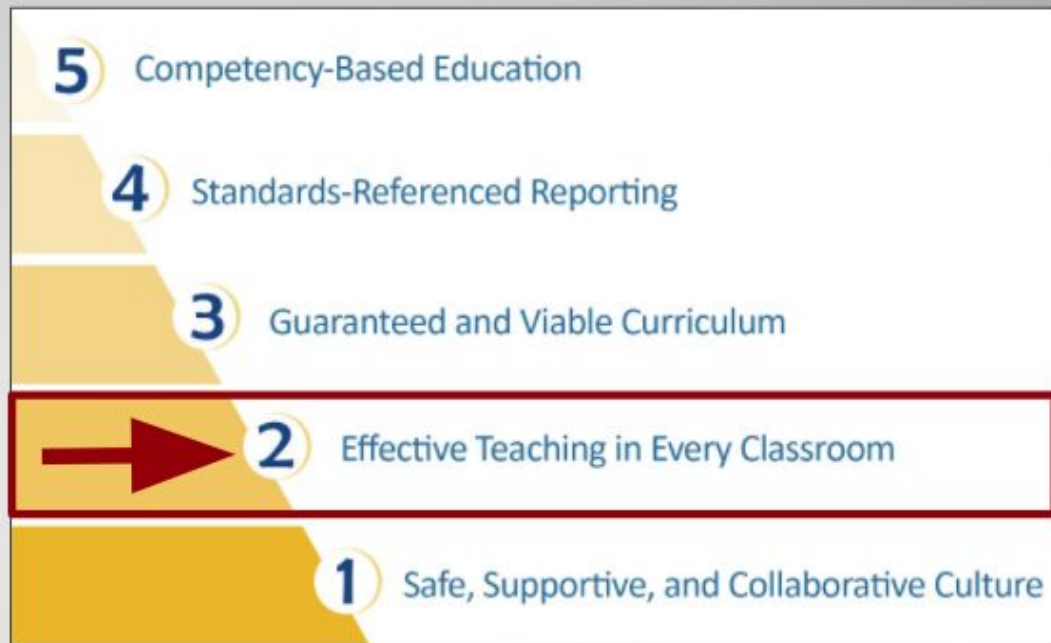 5 Competency-Based Education
4 Standards-Referenced Reporting
3 Guaranteed and Viable Curriculum
2 Effective Teaching in Every Classroom
1 Safe, Supportive, and Collaborative Culture